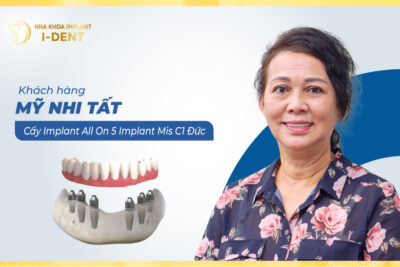 NHA KHOA IMPLANT
I-DENT
Khách hàng
MỸ NHI TẤT
Cấy Implant All On 5 Implant Mis C1 Đức